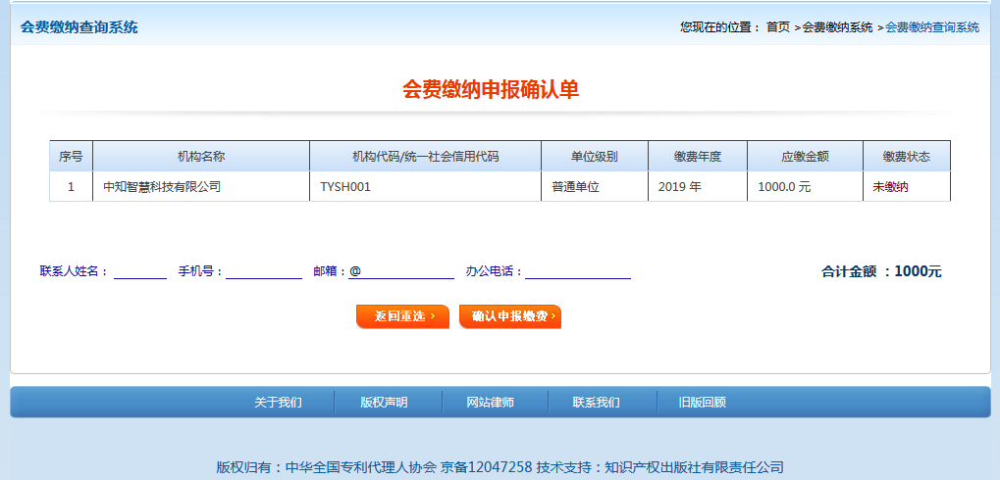 会费缴纳查询系统 您现在的位置： 首页 >会费缴纳系统 >会费缴纳查询系统
会费缴纳申报确认单
序号 机构名称 机构代码/统一社会信用代码 单位级别 缴费年度 应缴金额 缴费状态
1 中知智慧科技有限公司 TYSH001 普通单位 2019 年 1000.0 元 未缴纳
联系人姓名： 手机号： 邮箱：@ 办公电话： 合计金额 ：1000元
返回重选 › 确认申报缴费 ›
关于我们 版权声明 网站律师 联系我们 旧版回顾
版权归有：中华全国专利代理人协会 京备12047258 技术支持：知识产权出版社有限责任公司